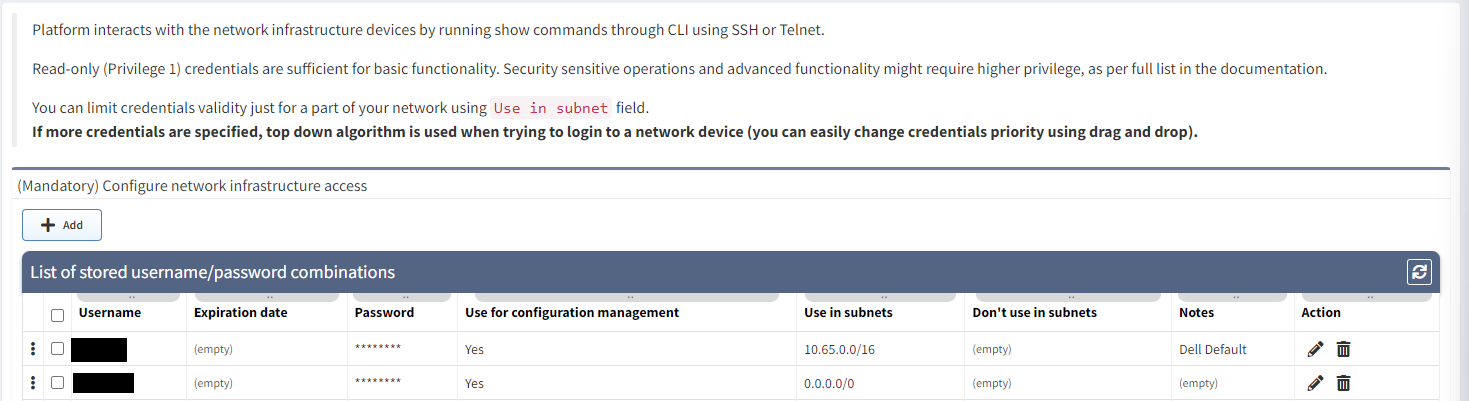 Platform interacts with the network infrastructure devices by running show commands through CLI using SSH or Telnet.
Read-only (Privilege 1) credentials are sufficient for basic functionality. Security sensitive operations and advanced functionality might require higher privilege, as per full list in the documentation.
You can limit credentials validity just for a part of your network using Use in subnet field.
If more credentials are specified, top down algorithm is used when trying to login to a network device (you can easily change credentials priority using drag and drop).
(Mandatory) Configure network infrastructure access
Add
List of stored username/password combinations
Username Expiration date Password Use for configuration management Use in subnets Don't use in subnets Notes Action
(empty) ******** Yes 10.65.0.0/16 (empty) Dell Default
(empty) ******** Yes 0.0.0.0/0 (empty) (empty)